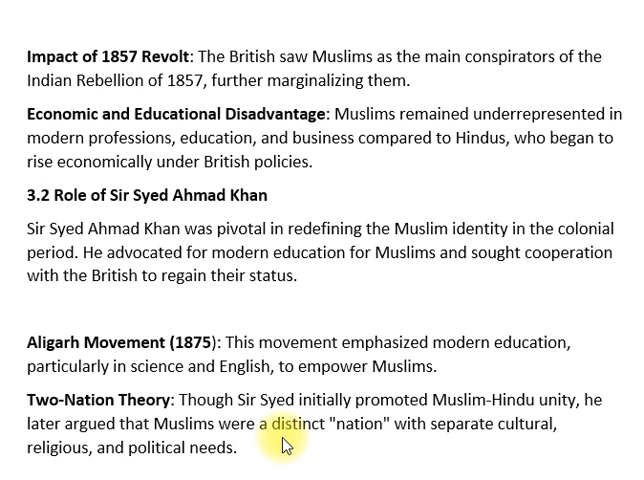 Impact of 1857 Revolt: The British saw Muslims as the main conspirators of the
Indian Rebellion of 1857, further marginalizing them.
Economic and Educational Disadvantage: Muslims remained underrepresented in
modern professions, education, and business compared to Hindus, who began to
rise economically under British policies.
3.2 Role of Sir Syed Ahmad Khan
Sir Syed Ahmad Khan was pivotal in redefining the Muslim identity in the colonial
period. He advocated for modern education for Muslims and sought cooperation
with the British to regain their status.
Aligarh Movement (1875): This movement emphasized modern education,
particularly in science and English, to empower Muslims.
Two-Nation Theory: Though Sir Syed initially promoted Muslim-Hindu unity, he
later argued that Muslims were a distinct "nation" with separate cultural,
religious, and political needs.